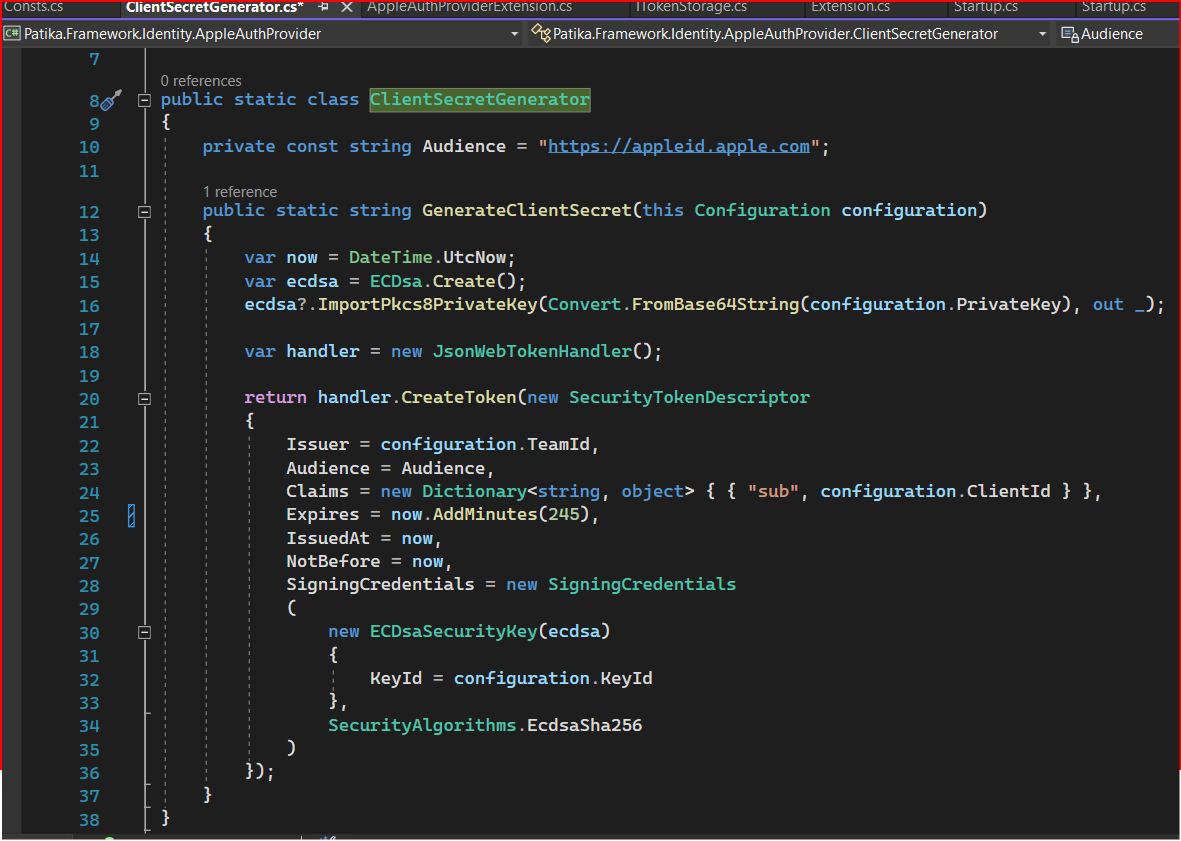 Consts.cs ClientSecretGenerator.cs* AppleAuthProviderExtension.cs ITokenStorage.cs Extension.cs Startup.cs Startup.cs
C# Patika.Framework.Identity.AppleAuthProvider Patika.Framework.Identity.AppleAuthProvider.ClientSecretGenerator Audience
7
0 references
8 public static class ClientSecretGenerator
9 {
10 private const string Audience = "https://appleid.apple.com";
11
1 reference
12 public static string GenerateClientSecret(this Configuration configuration)
13 {
14 var now = DateTime.UtcNow;
15 var ecdsa = ECDsa.Create();
16 ecdsa?.ImportPkcs8PrivateKey(Convert.FromBase64String(configuration.PrivateKey), out _);
17
18 var handler = new JsonWebTokenHandler();
19
20 return handler.CreateToken(new SecurityTokenDescriptor
21 {
22 Issuer = configuration.TeamId,
23 Audience = Audience,
24 Claims = new Dictionary<string, object> { { "sub", configuration.ClientId } },
25 Expires = now.AddMinutes(245),
26 IssuedAt = now,
27 NotBefore = now,
28 SigningCredentials = new SigningCredentials
29 (
30 new ECDsaSecurityKey(ecdsa)
31 {
32 KeyId = configuration.KeyId
33 },
34 SecurityAlgorithms.EcdsaSha256
35 )
36 });
37 }
38 }